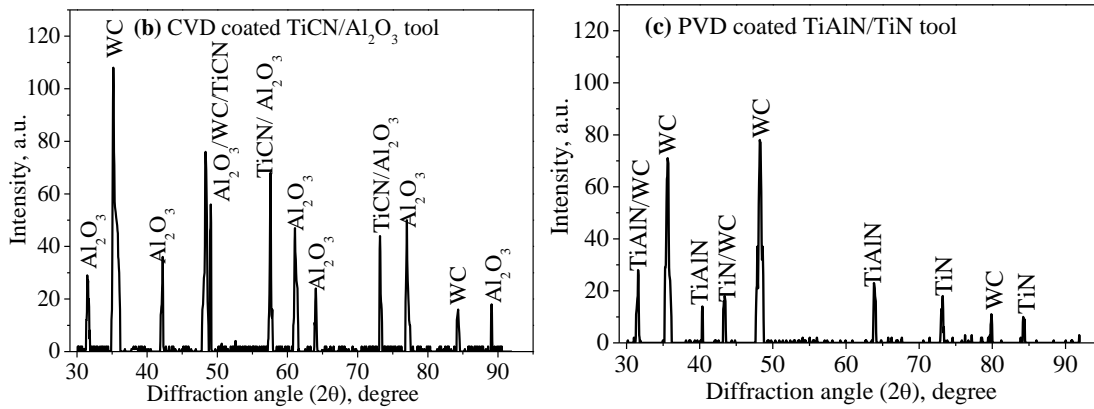 (b) CVD coated TiCN/Al₂O₃ tool
Intensity, a.u.
120
100
80
60
40
20
0
Al₂O₃
WC
Al₂O₃
Al₂O₃/WC/TiCN
TiCN/ Al₂O₃
Al₂O₃
Al₂O₃
TiCN/Al₂O₃
Al₂O₃
WC
Al₂O₃
30 40 50 60 70 80 90
Diffraction angle (2θ), degree
(c) PVD coated TiAlN/TiN tool
Intensity, a.u.
120
100
80
60
40
20
0
TiAlN/WC
WC
TiAlN
TiN/WC
WC
TiAlN
TiN
WC
TiN
30 40 50 60 70 80 90
Diffraction angle (2θ), degree